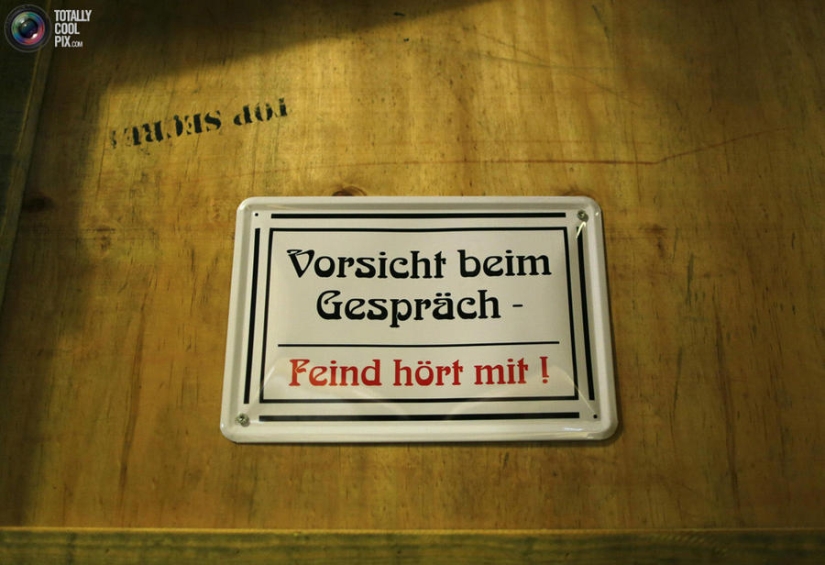 TOTALLY
COOL
PIX.COM
TOP SECRET
Vorsicht beim
Gespräch -
Feind hört mit !